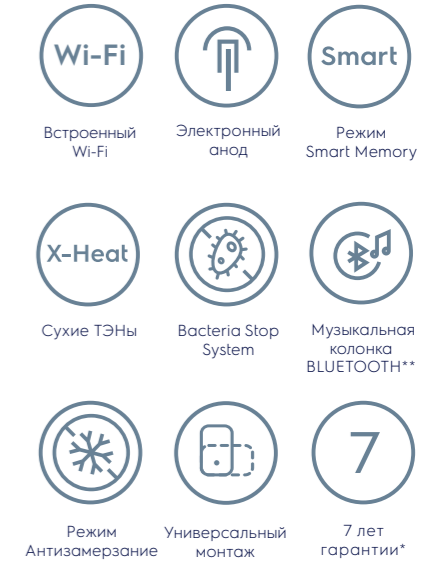 Wi-Fi
Smart
Встроенный
Wi-Fi
Электронный
анод
Режим
Smart Memory
X-Heat
Сухие ТЭНы
Bacteria Stop
System
Музыкальная
колонка
BLUETOOTH**
7
Режим
Антизамерзание
Универсальный
монтаж
7 лет
гарантии*